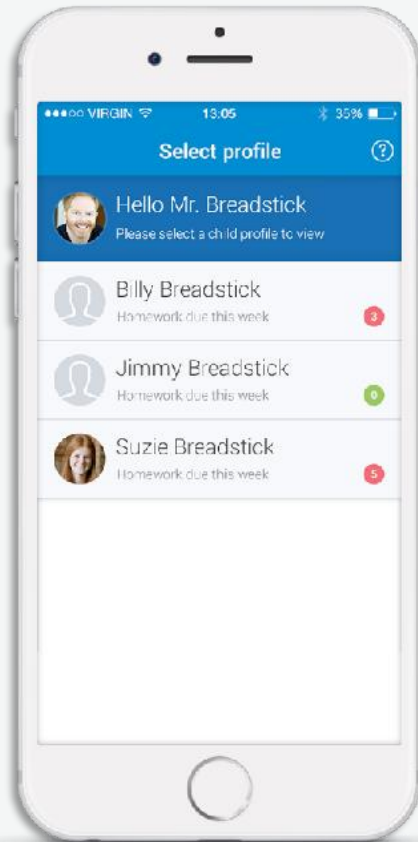 VIRGIN 13:05 35%
Select profile ?
Hello Mr. Breadstick
Please select a child profile to view
Billy Breadstick
Homework due this week 3
Jimmy Breadstick
Homework due this week 0
Suzie Breadstick
Homework due this week 5